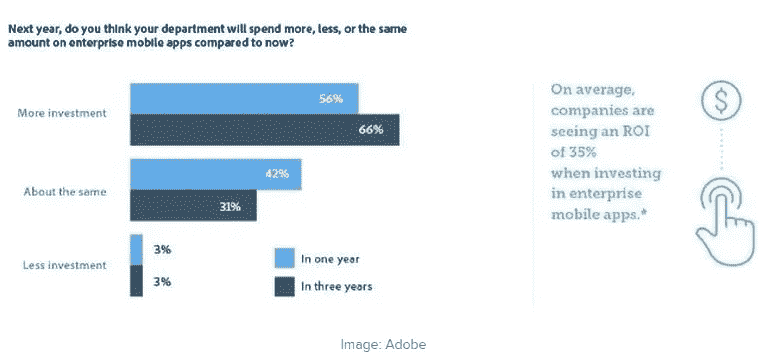 Next year, do you think your department will spend more, less, or the same
amount on enterprise mobile apps compared to now?
More investment
56%
66%
About the same
42%
31%
Less investment
3%
3%
In one year
In three years
On average,
companies are
seeing an ROI
of 35%
when investing
in enterprise
mobile apps.*
$
Image: Adobe